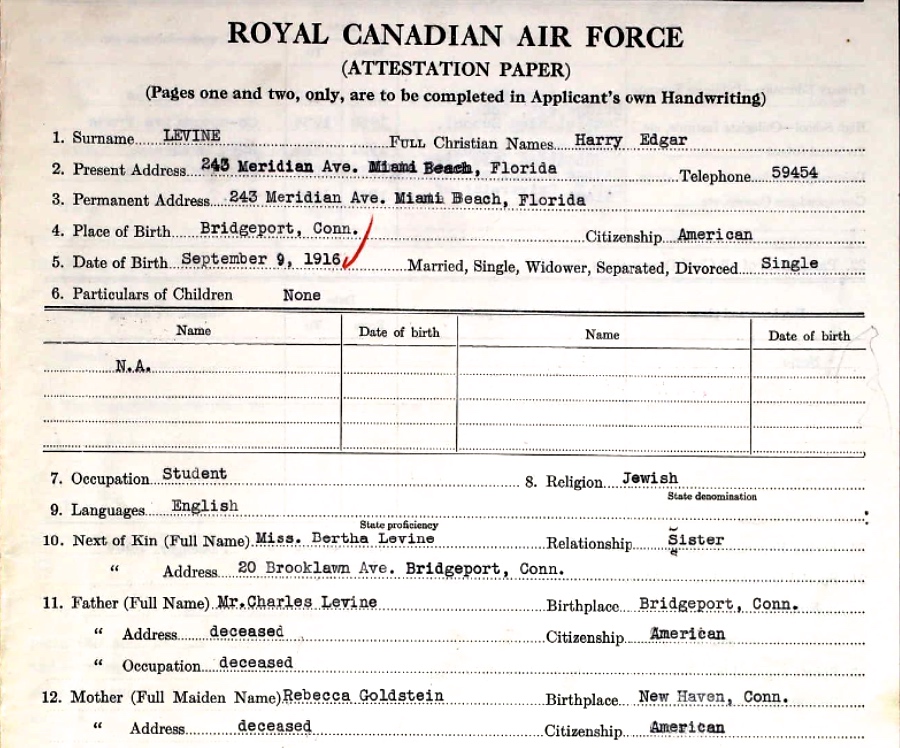 ROYAL CANADIAN AIR FORCE
(ATTESTATION PAPER)
(Pages one and two, only, are to be completed in Applicant's own Handwriting)
1. Surname LEVINE FULL Christian Names Harry Edgar
2. Present Address 243 Meridian Ave. Miami Beach, Florida Telephone 59454
3. Permanent Address 243 Meridian Ave. Miami Beach, Florida
4. Place of Birth Bridgeport, Conn. Citizenship American
5. Date of Birth September 9, 1916 Married, Single, Widower, Separated, Divorced Single
6. Particulars of Children None
Name Date of birth Name Date of birth
N.A.
7. Occupation Student 8. Religion Jewish
State denomination
9. Languages English
State proficiency
10. Next of Kin (Full Name) Miss. Bertha Levine Relationship Sister
" Address 20 Brooklawn Ave. Bridgeport, Conn.
11. Father (Full Name) Mr.Charles Levine Birthplace Bridgeport, Conn.
" Address deceased Citizenship American
" Occupation deceased
12. Mother (Full Maiden Name) Rebecca Goldstein Birthplace New Haven, Conn.
" Address deceased Citizenship American